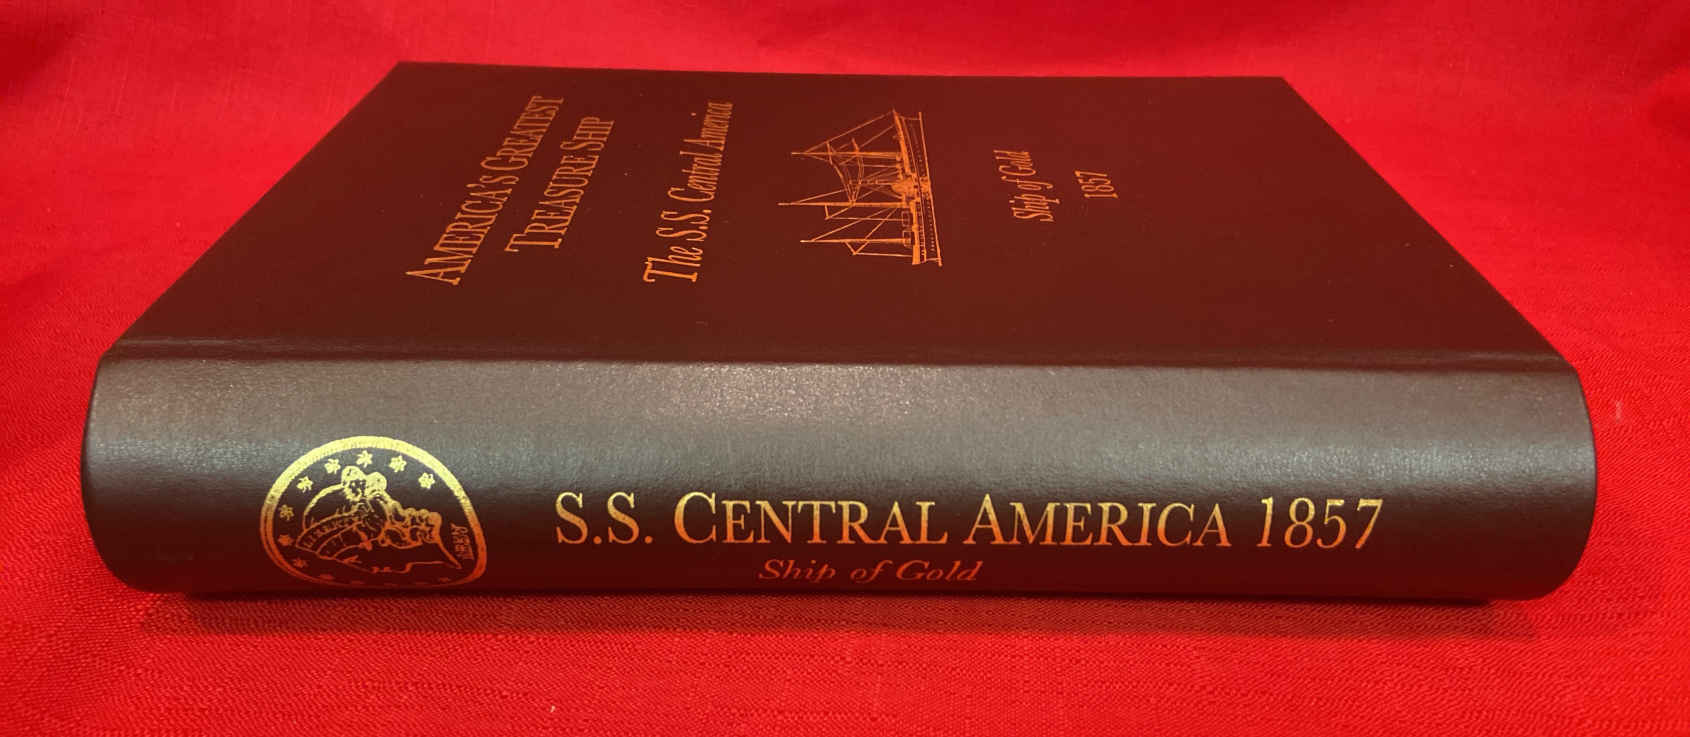 AMERICA'S GREATEST
TREASURE SHIP
The S.S. Central America
Ship of Gold
1857
S.S. CENTRAL AMERICA 1857
Ship of Gold